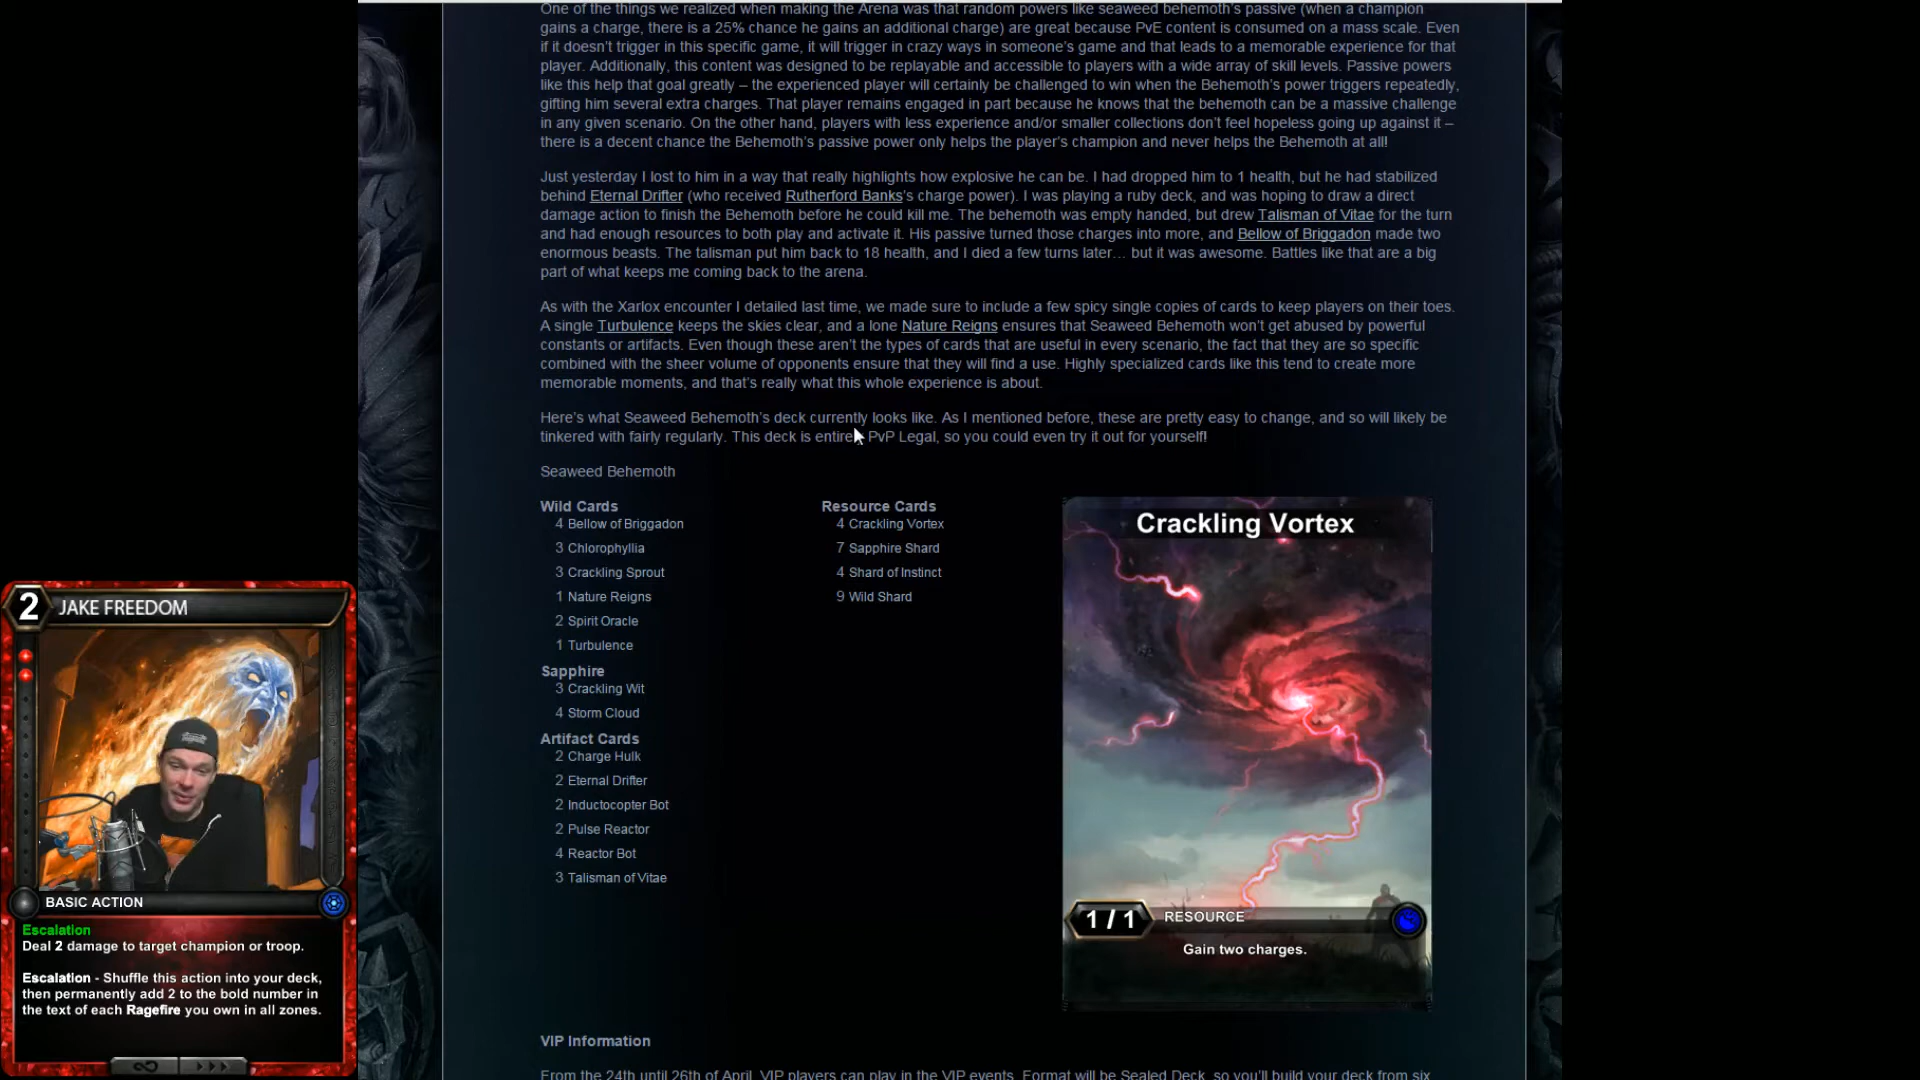 One of the things we realized when making the Arena was that random powers like seaweed behemoth's passive (when a champion
gains a charge, there is a 25% chance he gains an additional charge) are great because PvE content is consumed on a mass scale. Even
if it doesn't trigger in this specific game, it will trigger in crazy ways in someone's game and that leads to a memorable experience for that
player. Additionally, this content was designed to be replayable and accessible to players with a wide array of skill levels. Passive powers
like this help that goal greatly – the experienced player will certainly be challenged to win when the Behemoth's power triggers repeatedly,
gifting him several extra charges. That player remains engaged in part because he knows that the behemoth can be a massive challenge
in any given scenario. On the other hand, players with less experience and/or smaller collections don't feel hopeless going up against it –
there is a decent chance the Behemoth's passive power only helps the player's champion and never helps the Behemoth at all!
Just yesterday I lost to him in a way that really highlights how explosive he can be. I had dropped him to 1 health, but he had stabilized
behind Eternal Drifter (who received Rutherford Banks's charge power). I was playing a ruby deck, and was hoping to draw a direct
damage action to finish the Behemoth before he could kill me. The behemoth was empty handed, but drew Talisman of Vitae for the turn
and had enough resources to both play and activate it. His passive turned those charges into more, and Bellow of Briggadon made two
enormous beasts. The talisman put him back to 18 health, and I died a few turns later… but it was awesome. Battles like that are a big
part of what keeps me coming back to the arena.
As with the Xarlox encounter I detailed last time, we made sure to include a few spicy single copies of cards to keep players on their toes.
A single Turbulence keeps the skies clear, and a lone Nature Reigns ensures that Seaweed Behemoth won't get abused by powerful
constants or artifacts. Even though these aren't the types of cards that are useful in every scenario, the fact that they are so specific
combined with the sheer volume of opponents ensure that they will find a use. Highly specialized cards like this tend to create more
memorable moments, and that's really what this whole experience is about.
Here's what Seaweed Behemoth's deck currently looks like. As I mentioned before, these are pretty easy to change, and so will likely be
tinkered with fairly regularly. This deck is entire PvP Legal, so you could even try it out for yourself!
Seaweed Behemoth
Wild Cards
4 Bellow of Briggadon
3 Chlorophyllia
3 Crackling Sprout
1 Nature Reigns
2 Spirit Oracle
1 Turbulence
Sapphire
3 Crackling Wit
4 Storm Cloud
Artifact Cards
2 Charge Hulk
2 Eternal Drifter
2 Inductocopter Bot
2 Pulse Reactor
4 Reactor Bot
3 Talisman of Vitae
Resource Cards
4 Crackling Vortex
7 Sapphire Shard
4 Shard of Instinct
9 Wild Shard
Crackling Vortex
1 / 1
RESOURCE
Gain two charges.
VIP Information
From the 24th until 26th of April, VIP players can play in the VIP events. Format will be Sealed Deck, so you'll build your deck from six
2 JAKE FREEDOM
BASIC ACTION
Escalation
Deal 2 damage to target champion or troop.
Escalation - Shuffle this action into your deck,
then permanently add 2 to the bold number in
the text of each Ragefire you own in all zones.